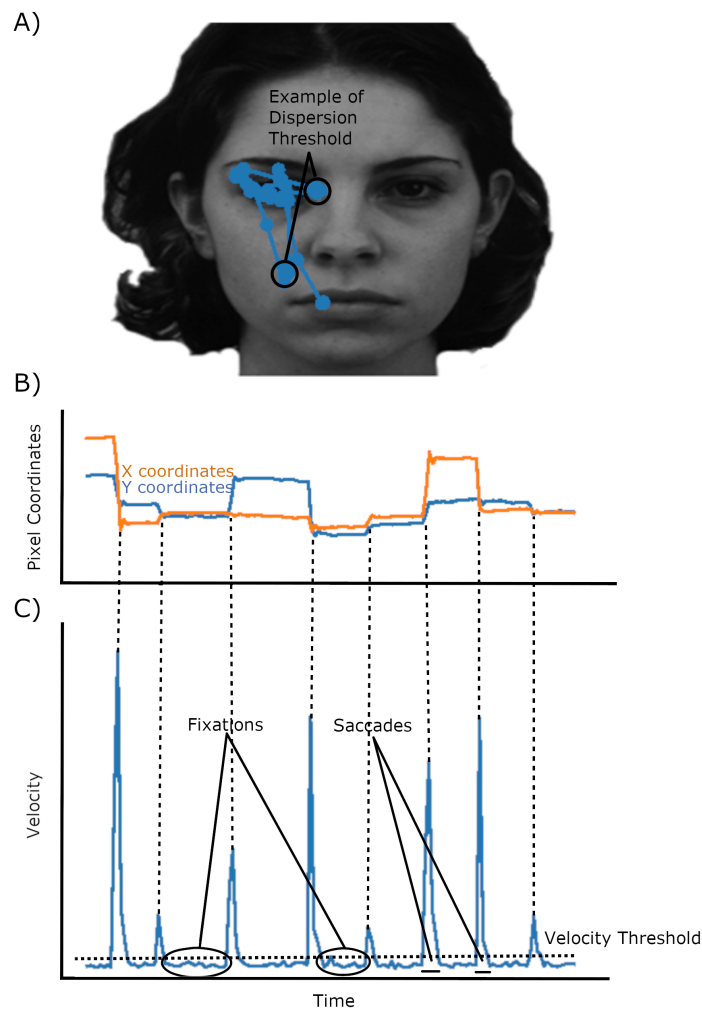 A)
Example of
Dispersion
Threshold
B)
Pixel Coordinates
X coordinates
Y coordinates
C)
Velocity
Fixations
Saccades
Velocity Threshold
Time